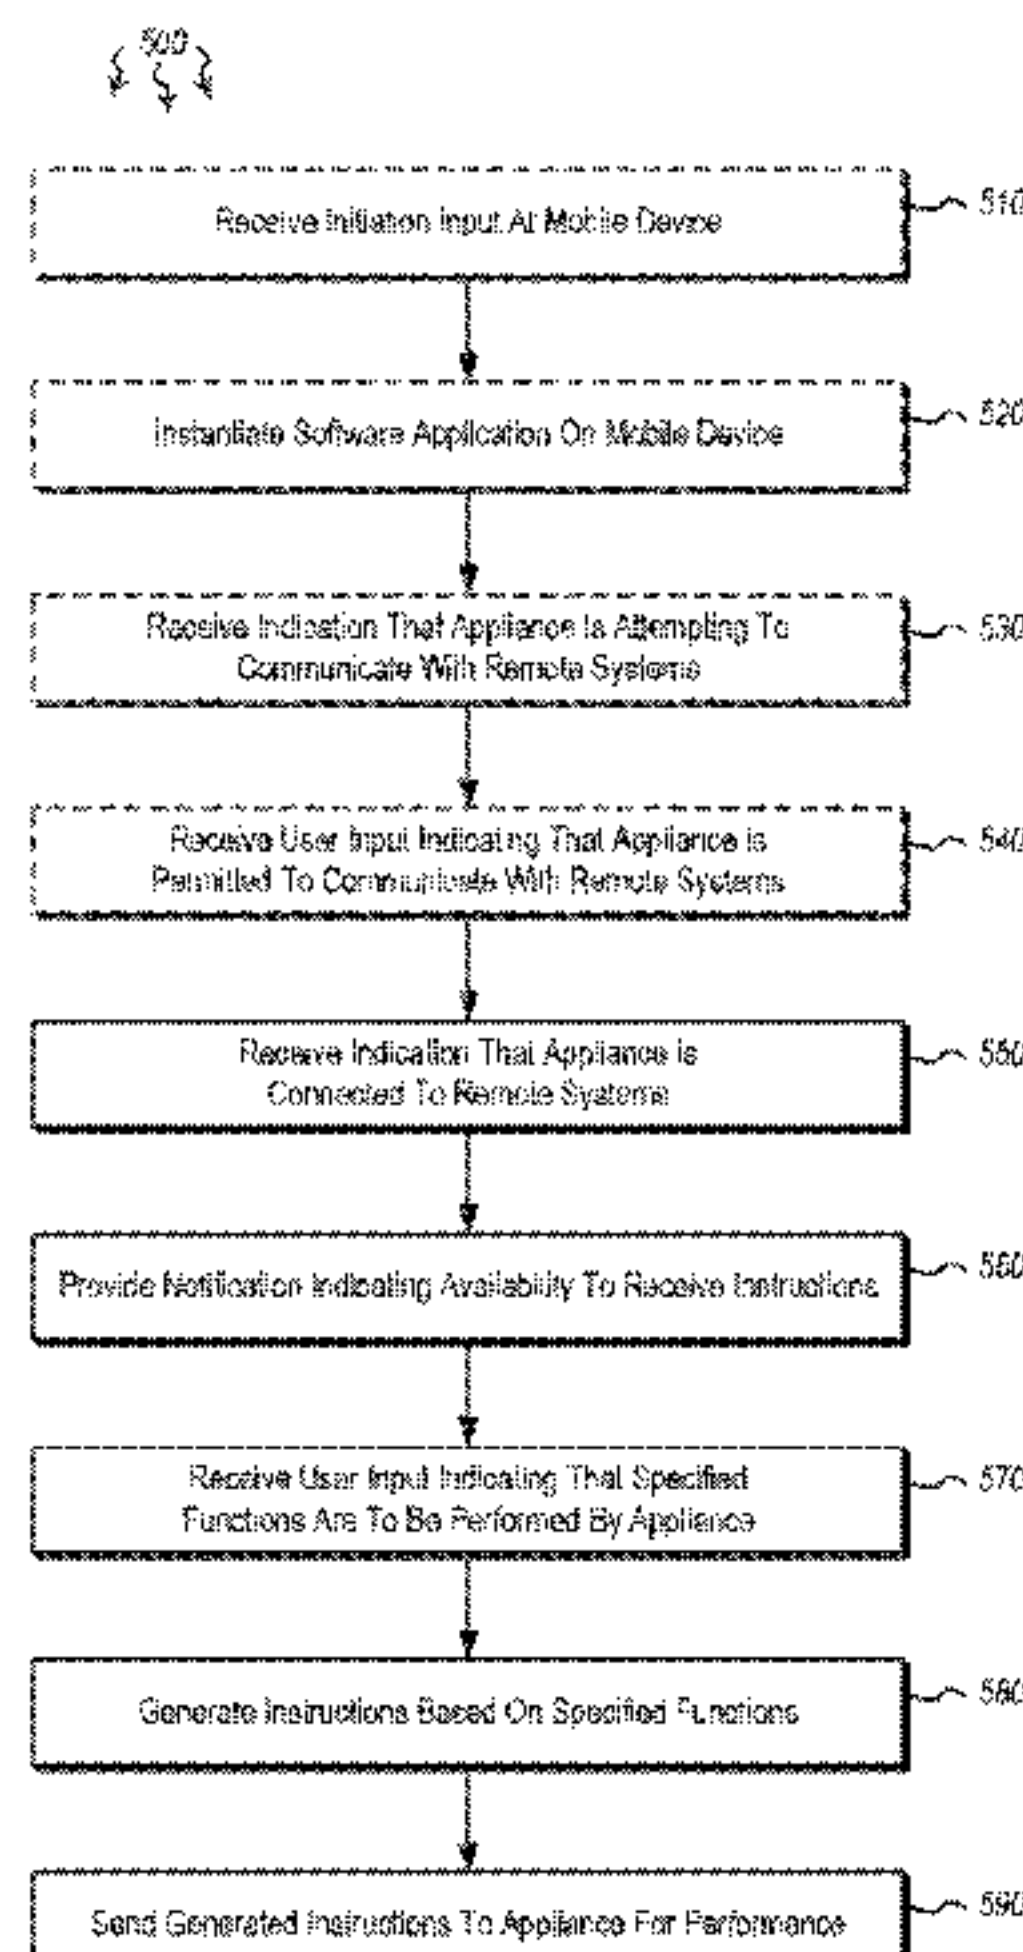 500
Receive Initiation Input At Mobile Device
510
Instantiate Software Application On Mobile Device
520
Receive Indication That Appliance Is Attempting To
Communicate With Remote Systems
530
Receive User Input Indicating That Appliance is
Permitted To Communicate With Remote Systems
540
Receive Indication That Appliance is
Connected To Remote Systems
550
Provide Notification Indicating Availability To Receive Instructions
560
Receive User Input Indicating That Specified
Functions Are To Be Performed By Appliance
570
Generate Instructions Based On Specified Functions
580
Send Generated Instructions To Appliance For Performance
590